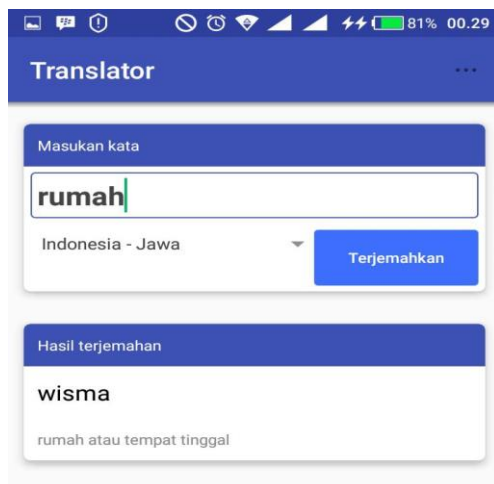 81% 00.29
Translator
Masukan kata
rumah
Indonesia - Jawa
Terjemahkan
Hasil terjemahan
wisma
rumah atau tempat tinggal